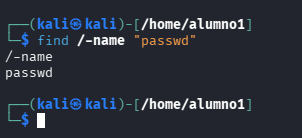 ┌──(kali㉿kali)-[/home/alumno1]
└─$ find /-name "passwd"
/-name
passwd
┌──(kali㉿kali)-[/home/alumno1]
└─$